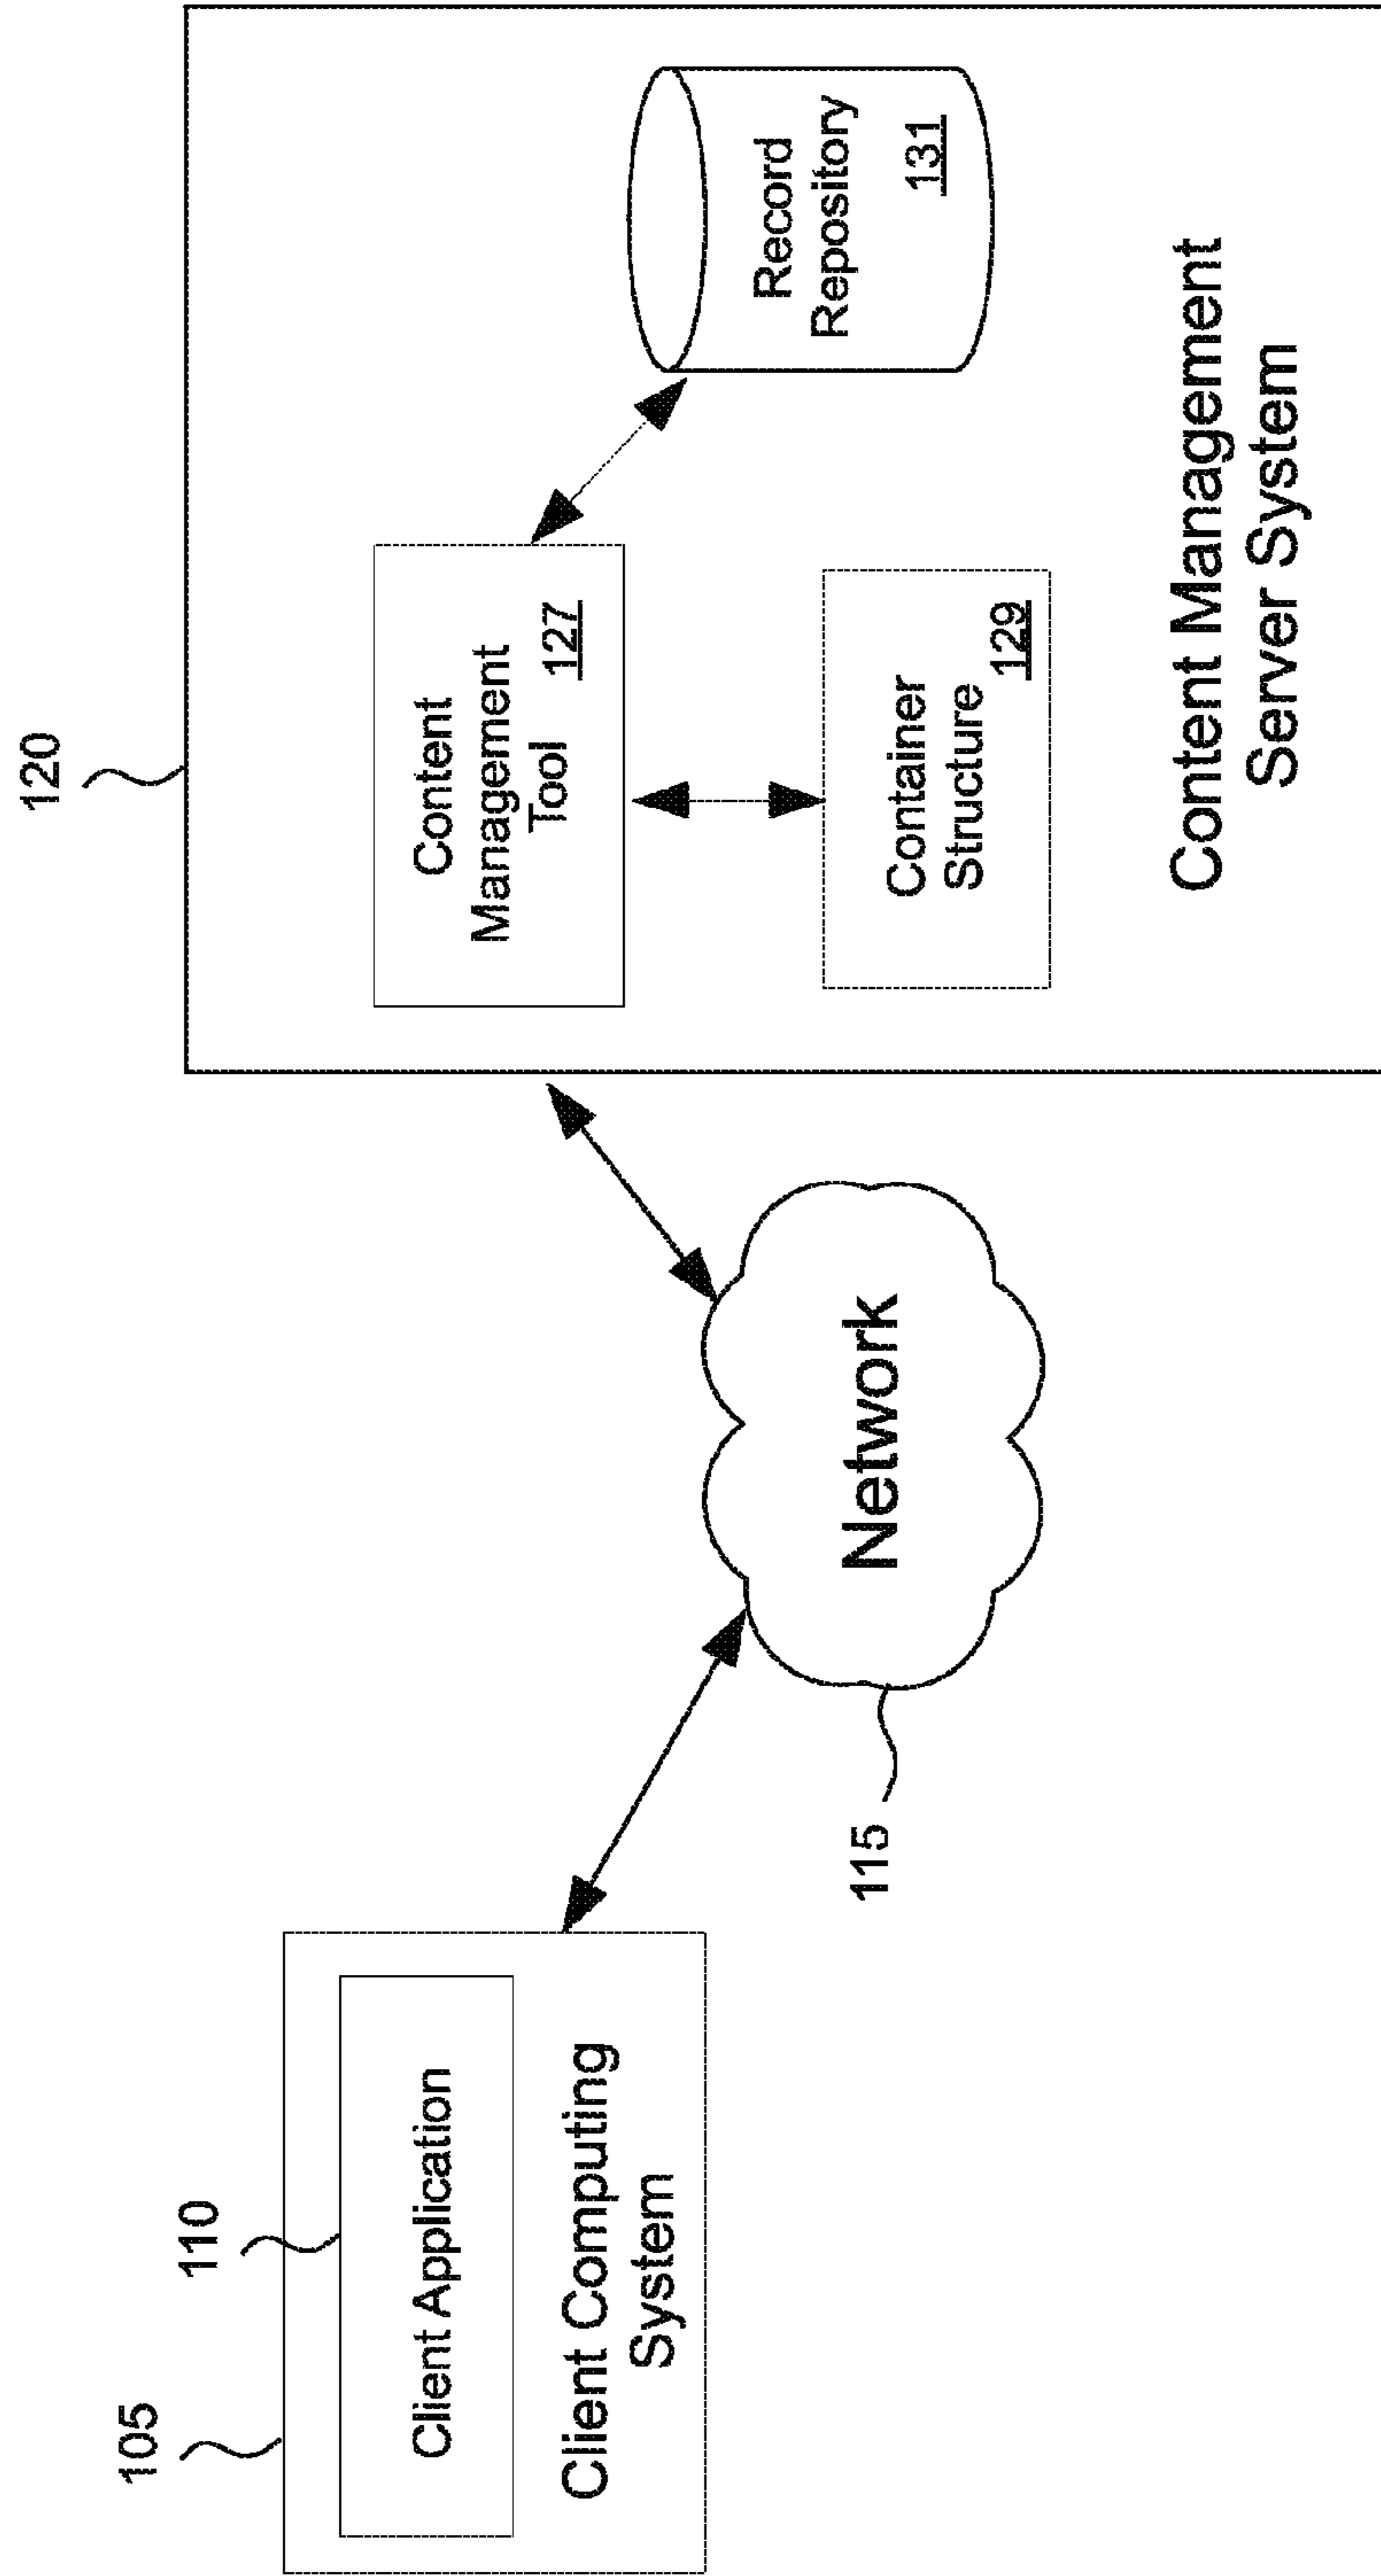 105
110
Client Application
Client Computing
System
115
Network
120
Content
Management
Tool
127
Container
Structure
129
Record
Repository
131
Content Management
Server System